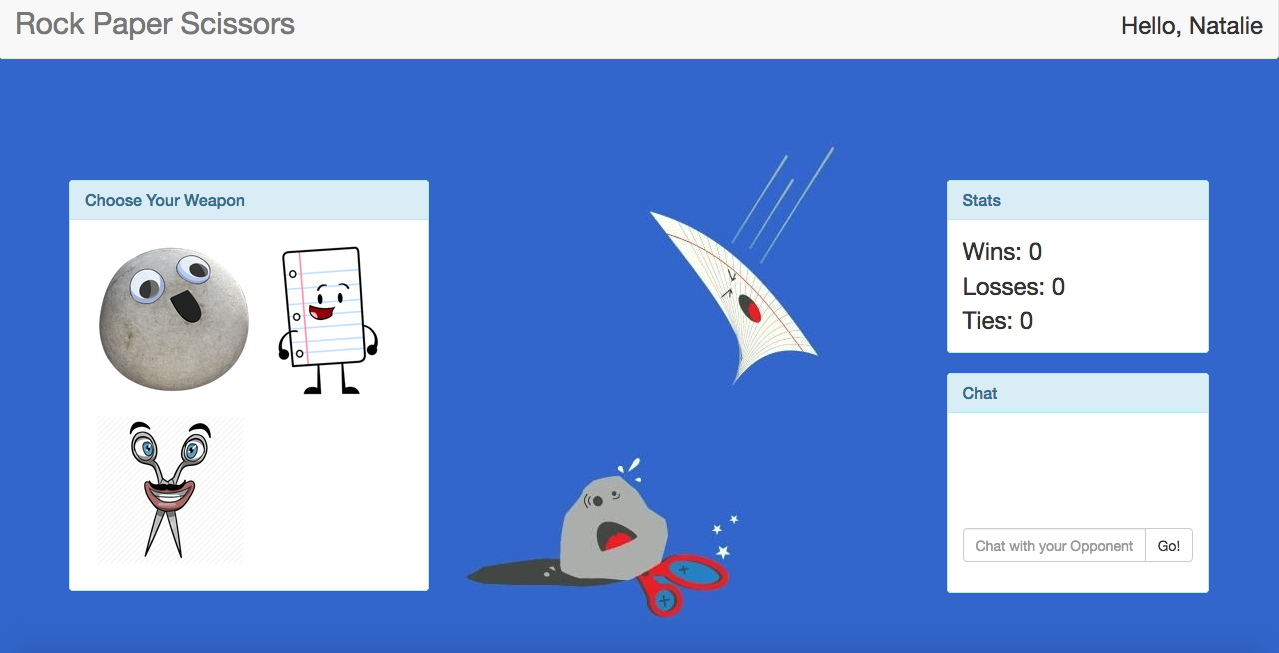 Rock Paper Scissors
Hello, Natalie
Choose Your Weapon
Stats
Wins: 0
Losses: 0
Ties: 0
Chat
Chat with your Opponent
Go!